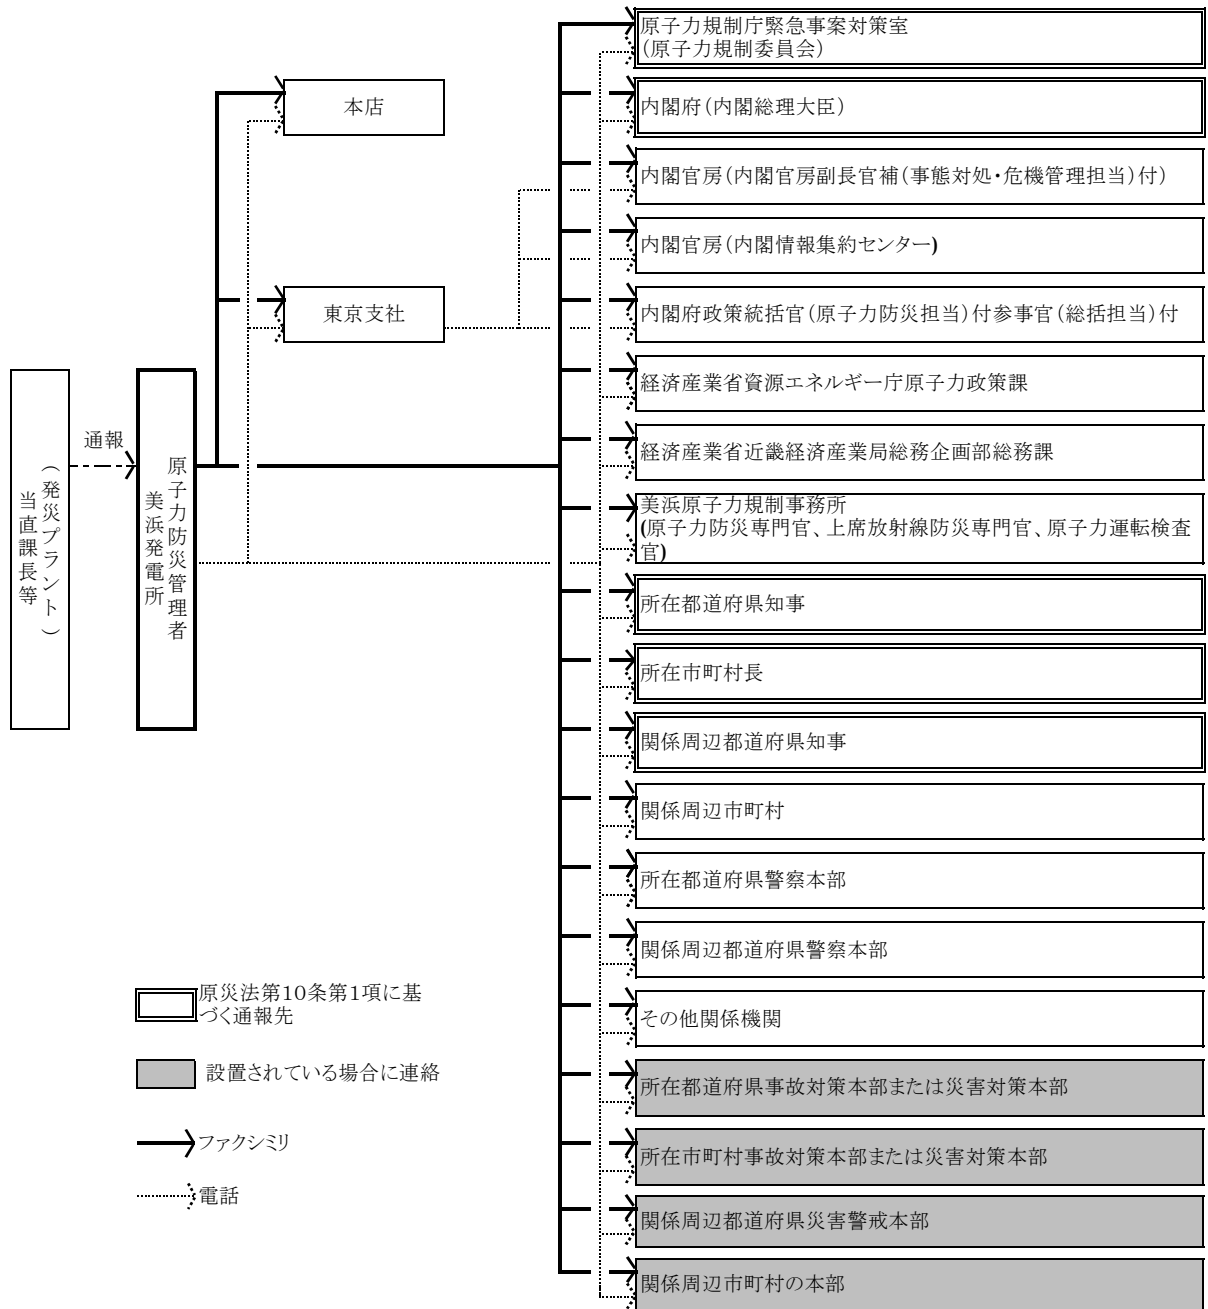 原子力規制庁緊急事案対策室
（原子力規制委員会）
本店
内閣府（内閣総理大臣）
内閣官房（内閣官房副長官補（事態対処・危機管理担当）付）
内閣官房（内閣情報集約センター)
東京支社
内閣府政策統括官（原子力防災担当）付参事官（総括担当）付
経済産業省資源エネルギー庁原子力政策課
経済産業省近畿経済産業局総務企画部総務課
通報
（発災プラント）
当直課長等
原子力防災管理者
美浜発電所
美浜原子力規制事務所
(原子力防災専門官、上席放射線防災専門官、原子力運転検査
官)
所在都道府県知事
所在市町村長
関係周辺都道府県知事
関係周辺市町村
所在都道府県警察本部
関係周辺都道府県警察本部
その他関係機関
所在都道府県事故対策本部または災害対策本部
所在市町村事故対策本部または災害対策本部
関係周辺都道府県災害警戒本部
関係周辺市町村の本部
原災法第10条第1項に基
づく通報先
設置されている場合に連絡
ファクシミリ
電話